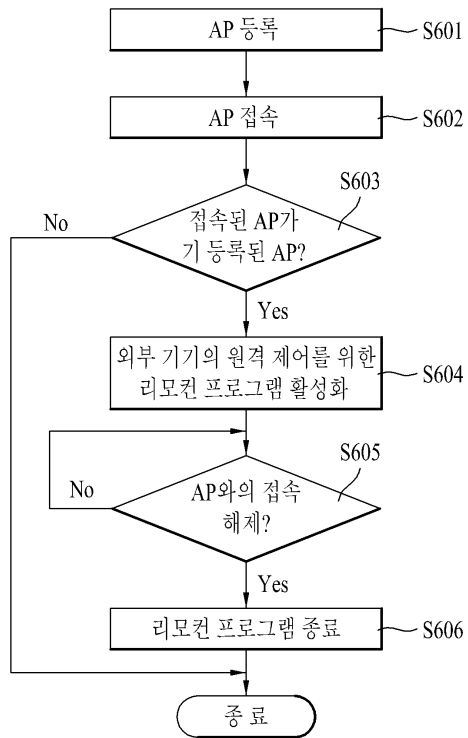 AP 등록
S601
AP 접속
S602
S603
접속된 AP가
기 등록된 AP?
No
Yes
외부 기기의 원격 제어를 위한
리모컨 프로그램 활성화
S604
S605
AP와의 접속
해제?
No
Yes
리모컨 프로그램 종료
S606
종 료